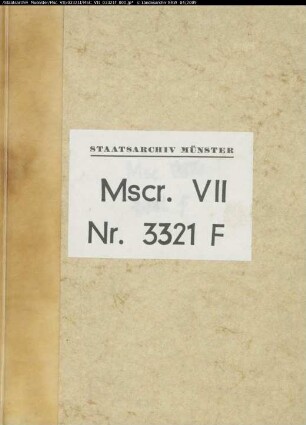 STAATSARCHIV MÜNSTER
Mscr. VII
Nr. 3321 F